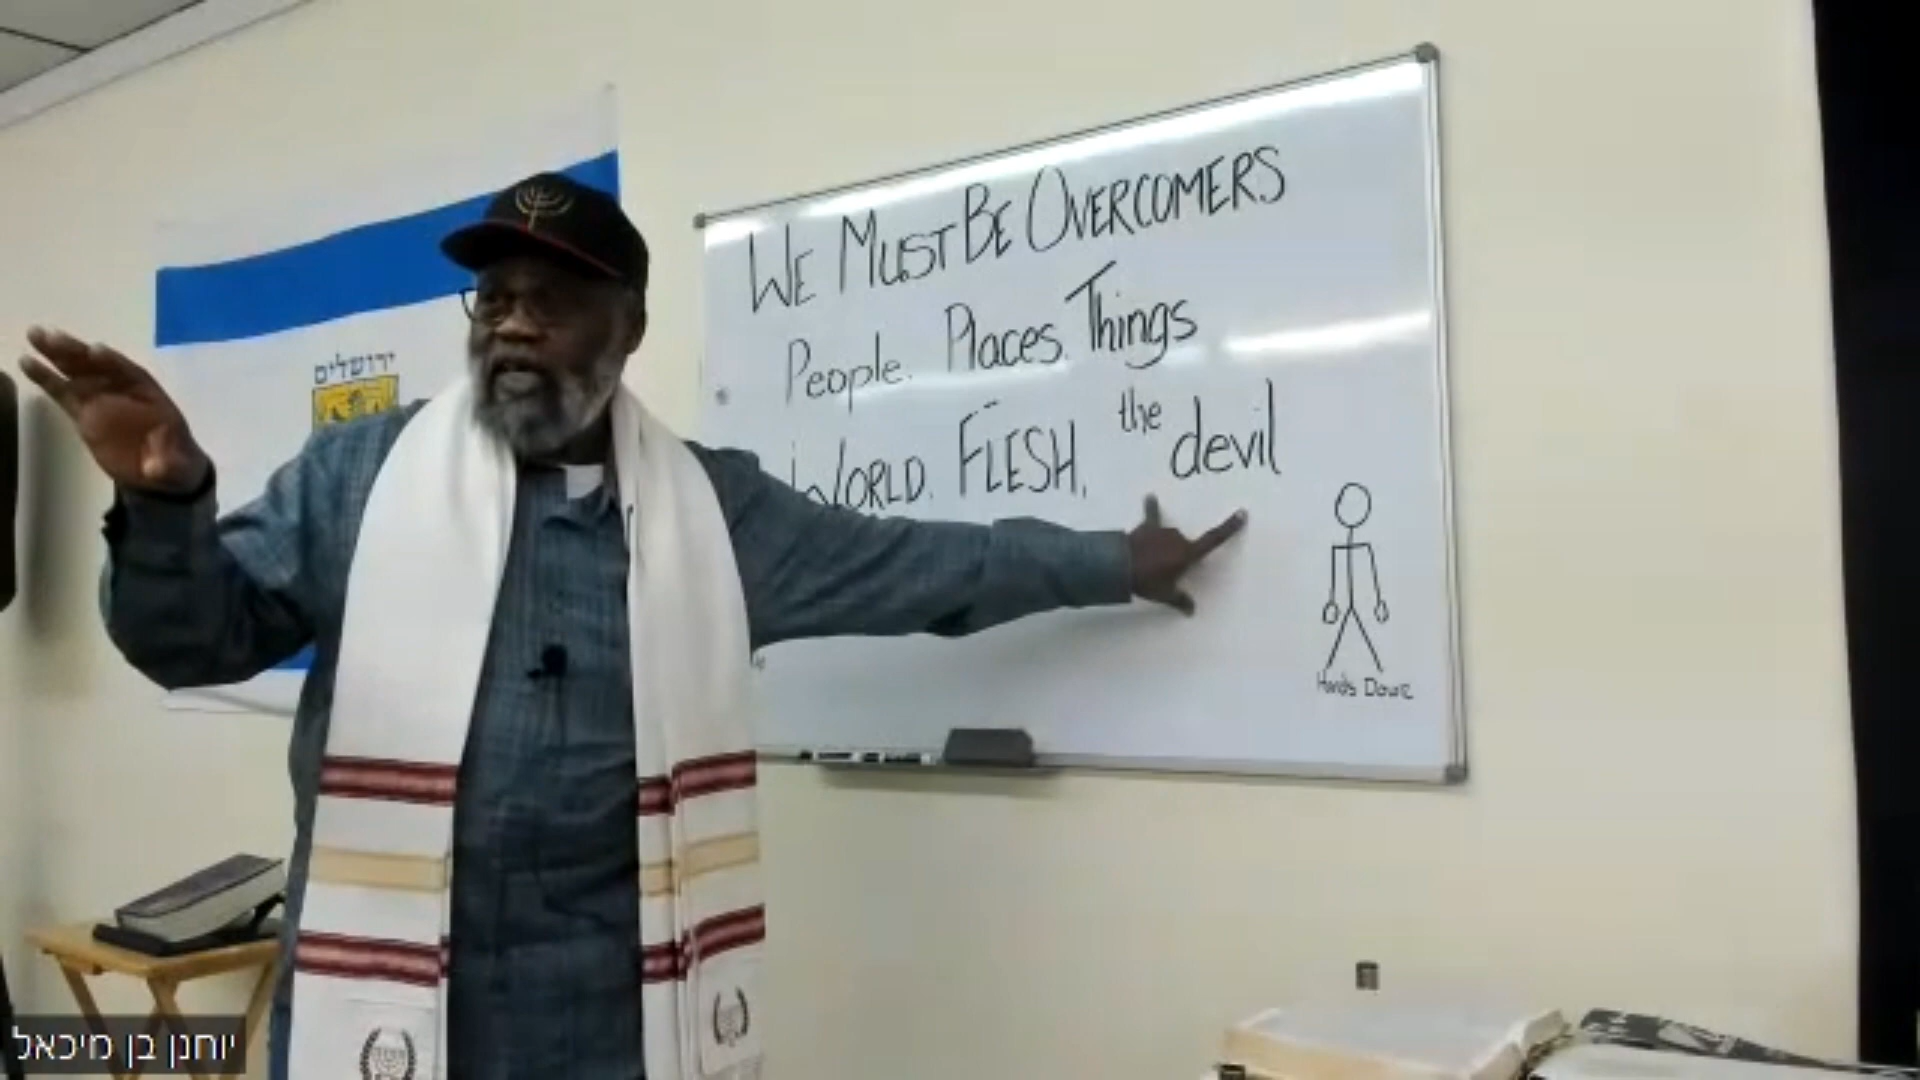 ירושלים
WE MUST BE OVERCOMERS
People. Places. Things
WORLD. FLESH. the devil
Hands Down
יוחנן בן מיכאל